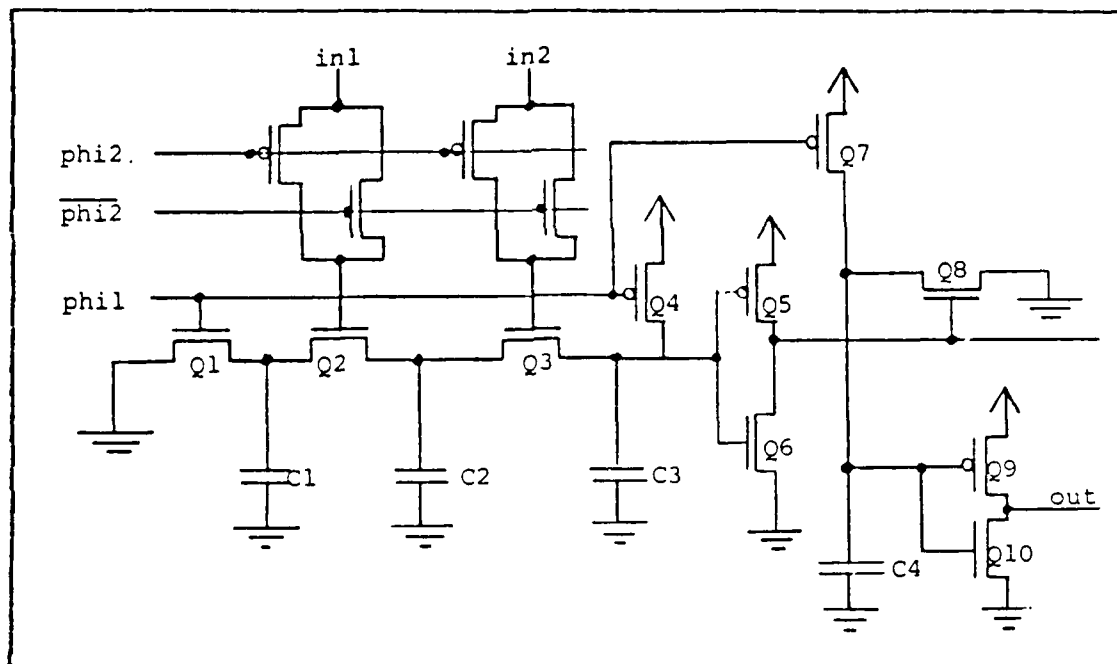 in1 in2
phi2.
Q7
phi2
Q8
phi1
Q4 Q5
Q1 Q2 Q3
Q6
C1 C2 C3
Q9
out
Q10
C4